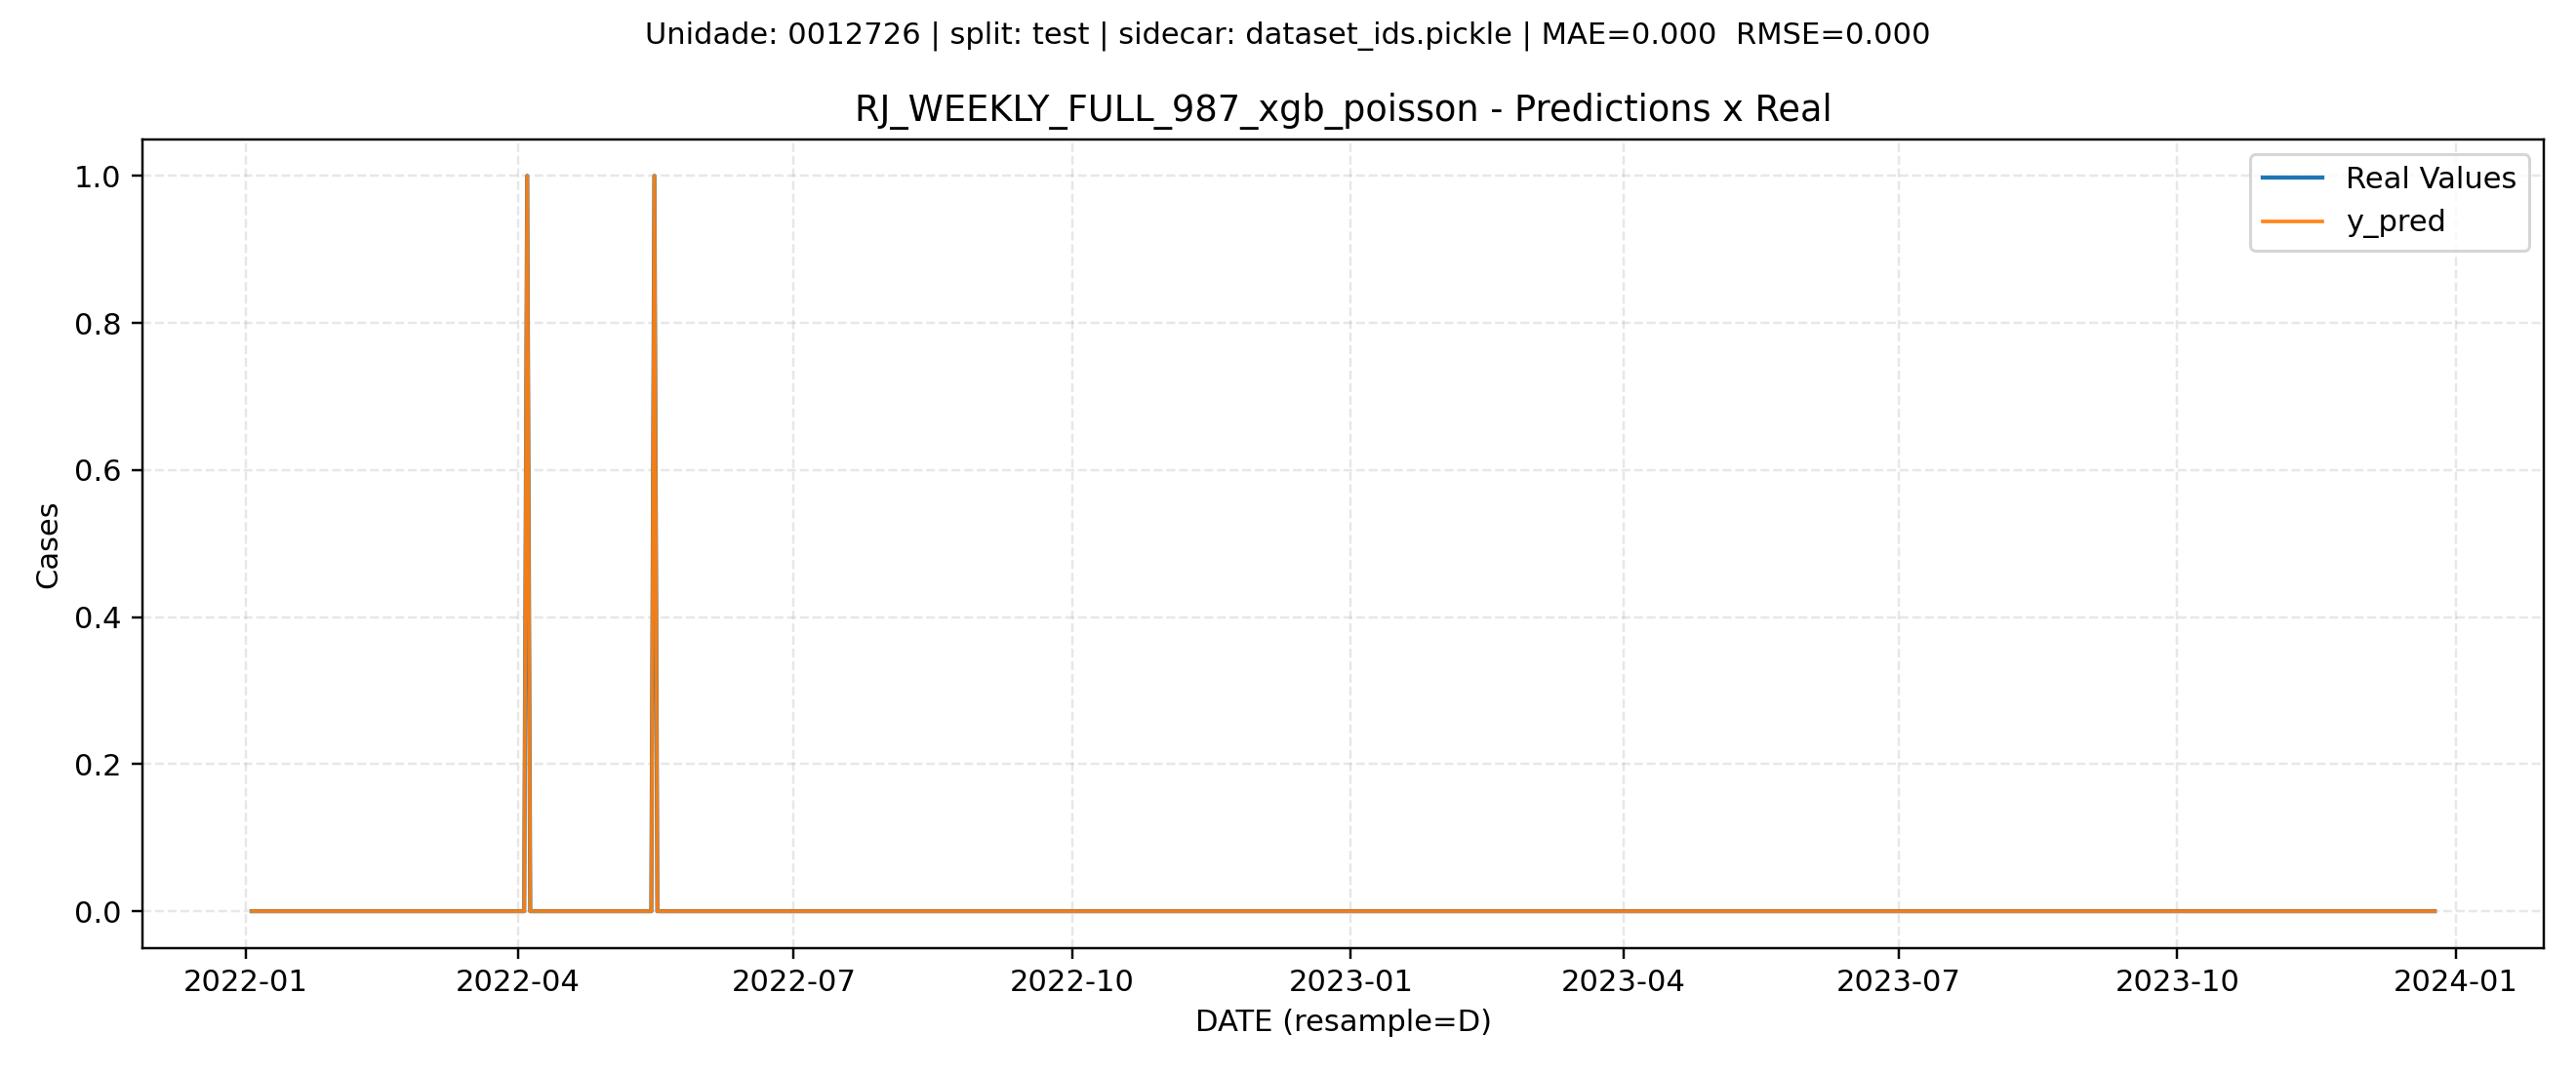 Unidade: 0012726 | split: test | sidecar: dataset_ids.pickle | MAE=0.000  RMSE=0.000
RJ_WEEKLY_FULL_987_xgb_poisson - Predictions x Real
Real Values
y_pred
1.0
0.8
0.6
0.4
0.2
0.0
Cases
2022-01
2022-04
2022-07
2022-10
2023-01
2023-04
2023-07
2023-10
2024-01
DATE (resample=D)